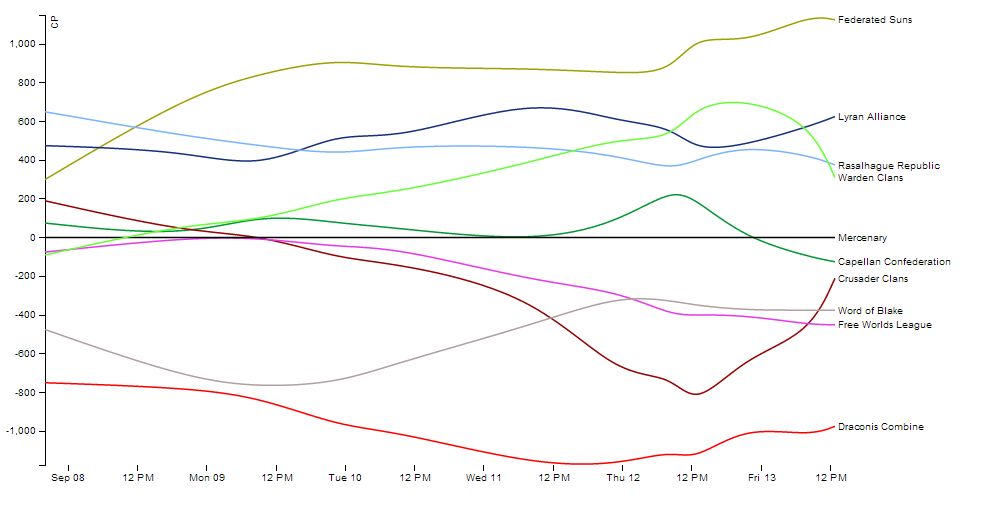 CP
1,000
800
600
400
200
0
-200
-400
-600
-800
-1,000
Federated Suns
Lyran Alliance
Rasalhague Republic
Warden Clans
Mercenary
Capellan Confederation
Crusader Clans
Word of Blake
Free Worlds League
Draconis Combine
Sep 08 12 PM Mon 09 12 PM Tue 10 12 PM Wed 11 12 PM Thu 12 12 PM Fri 13 12 PM